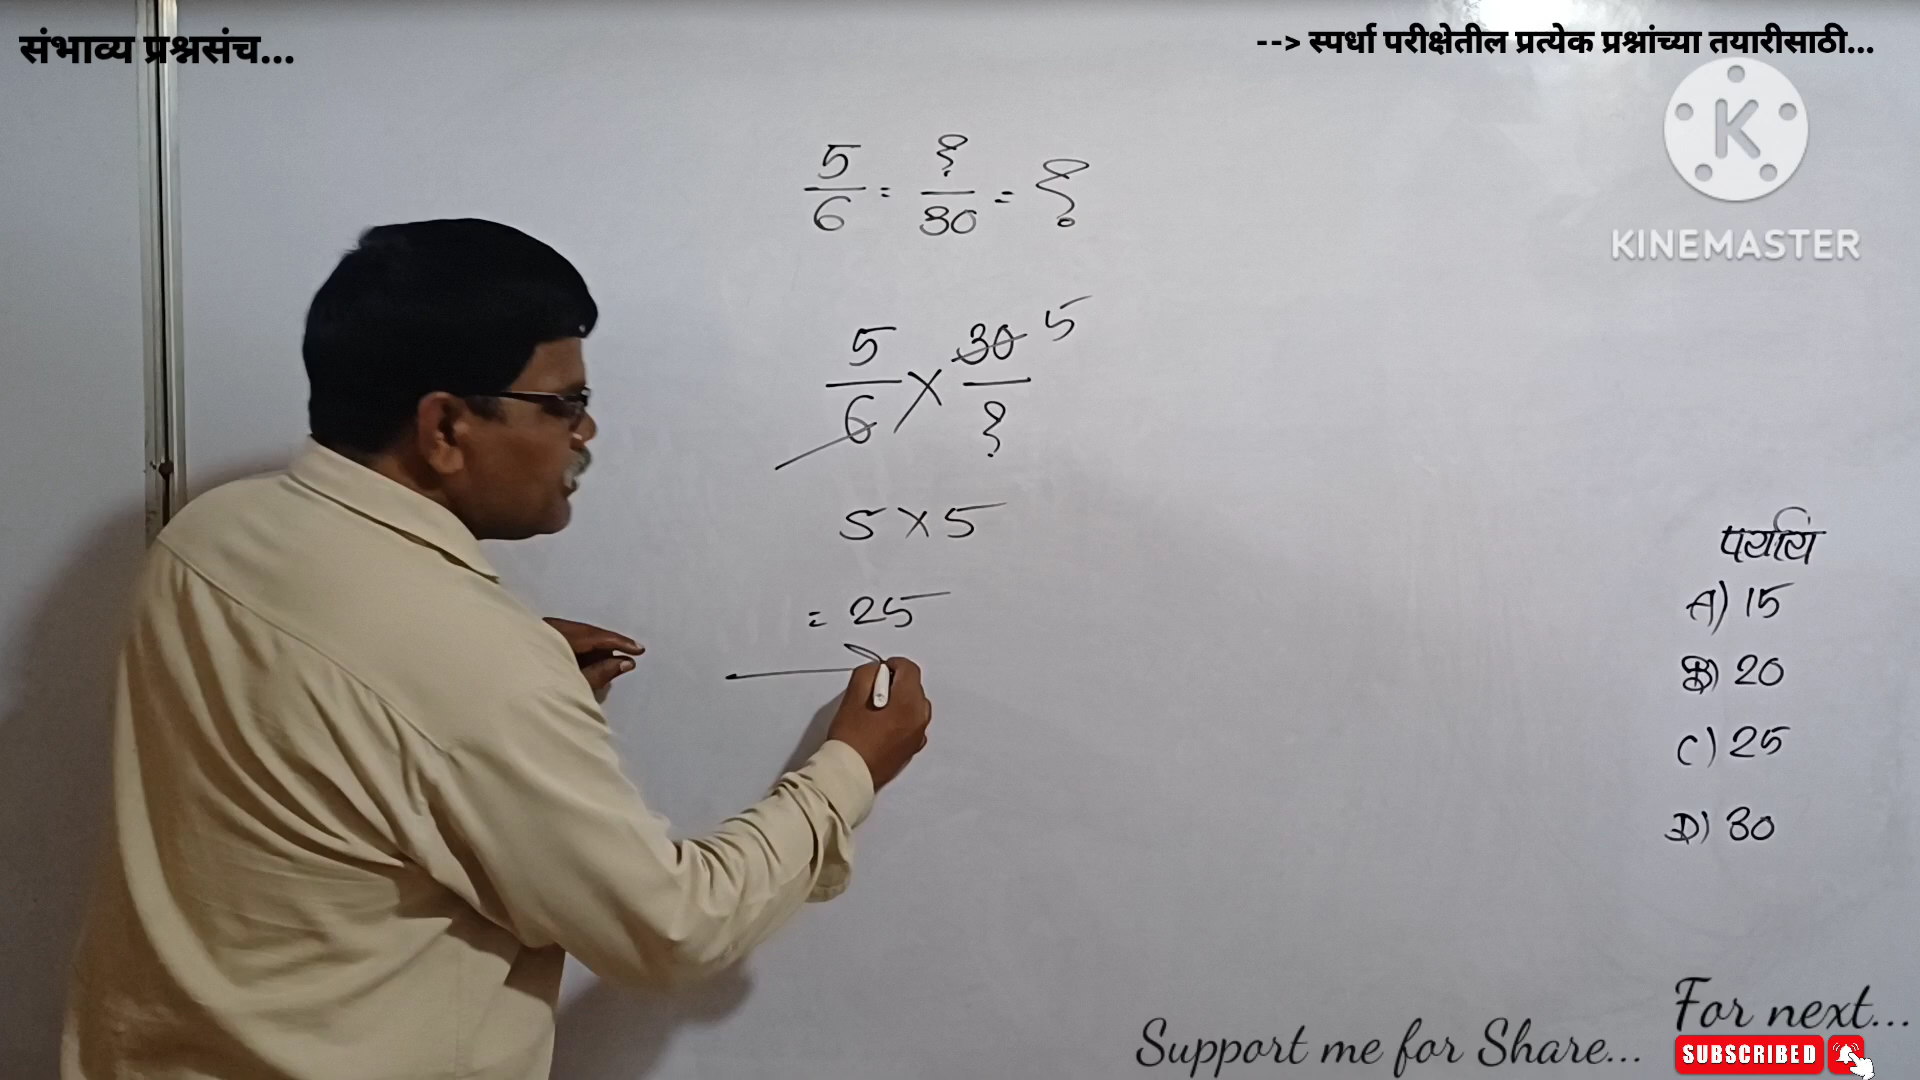 संभाव्य प्रश्नसंच...
--> स्पर्धा परीक्षेतील प्रत्येक प्रश्नांच्या तयारीसाठी...
K
KINEMASTER
5/6 = ?/30 = ?
5/6 × 30/? 5
5 × 5
= 25
पर्याय
A) 15
B) 20
C) 25
D) 30
For next...
Support me for Share...
SUBSCRIBED